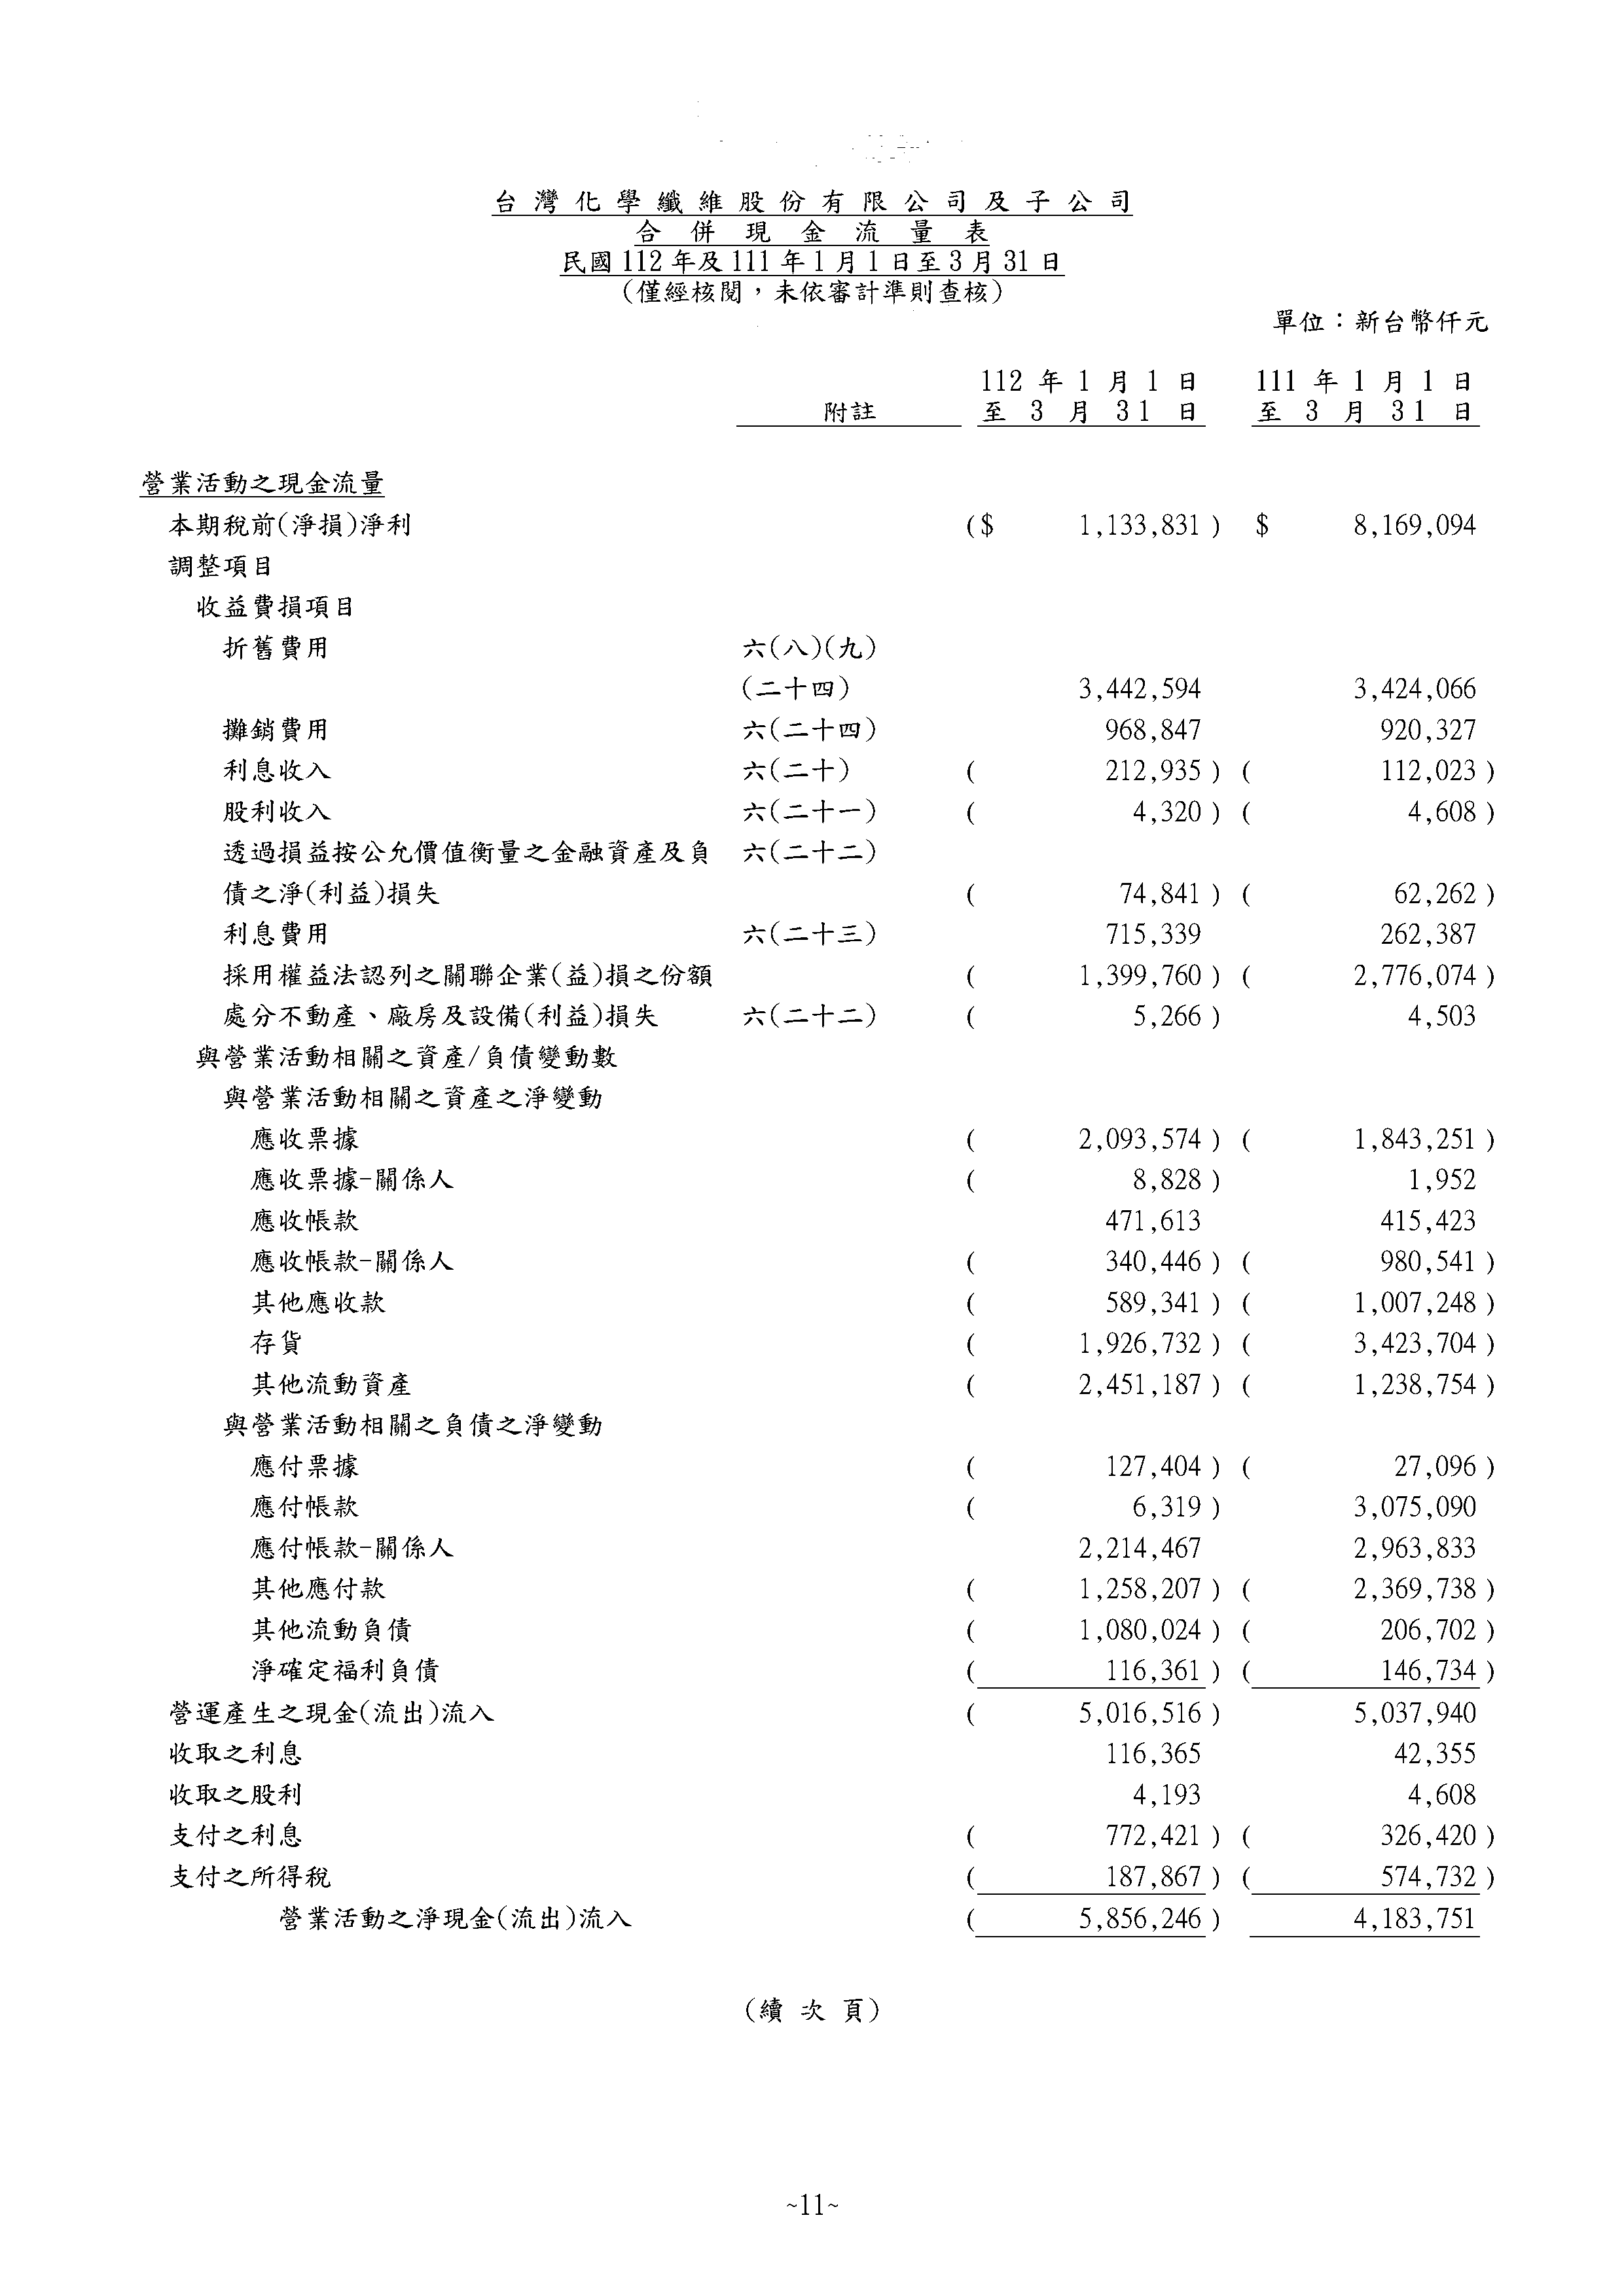 台灣化學纖維股份有限公司及子公司
合併現金流量表
民國112年及111年1月1日至3月31日
(僅經核閱，未依審計準則查核)
單位：新台幣仟元
112 年 1 月 1 日 111 年 1 月 1 日
附註 至 3 月 31 日 至 3 月 31 日
營業活動之現金流量
本期稅前(淨損)淨利 ($ 1,133,831) $ 8,169,094
調整項目
收益費損項目
折舊費用 六(八)(九)
(二十四) 3,442,594 3,424,066
攤銷費用 六(二十四) 968,847 920,327
利息收入 六(二十) ( 212,935) ( 112,023)
股利收入 六(二十一) ( 4,320) ( 4,608)
透過損益按公允價值衡量之金融資產及負 六(二十二)
債之淨(利益)損失 ( 74,841) ( 62,262)
利息費用 六(二十三) 715,339 262,387
採用權益法認列之關聯企業(益)損之份額 ( 1,399,760) ( 2,776,074)
處分不動產、廠房及設備(利益)損失 六(二十二) ( 5,266) 4,503
與營業活動相關之資產/負債變動數
與營業活動相關之資產之淨變動
應收票據 ( 2,093,574) ( 1,843,251)
應收票據-關係人 ( 8,828) 1,952
應收帳款 471,613 415,423
應收帳款-關係人 ( 340,446) ( 980,541)
其他應收款 ( 589,341) ( 1,007,248)
存貨 ( 1,926,732) ( 3,423,704)
其他流動資產 ( 2,451,187) ( 1,238,754)
與營業活動相關之負債之淨變動
應付票據 ( 127,404) ( 27,096)
應付帳款 ( 6,319) 3,075,090
應付帳款-關係人 2,214,467 2,963,833
其他應付款 ( 1,258,207) ( 2,369,738)
其他流動負債 ( 1,080,024) ( 206,702)
淨確定福利負債 ( 116,361) ( 146,734)
營運產生之現金(流出)流入 ( 5,016,516) 5,037,940
收取之利息 116,365 42,355
收取之股利 4,193 4,608
支付之利息 ( 772,421) ( 326,420)
支付之所得稅 ( 187,867) ( 574,732)
營業活動之淨現金(流出)流入 ( 5,856,246) 4,183,751
(續次頁)
~11~